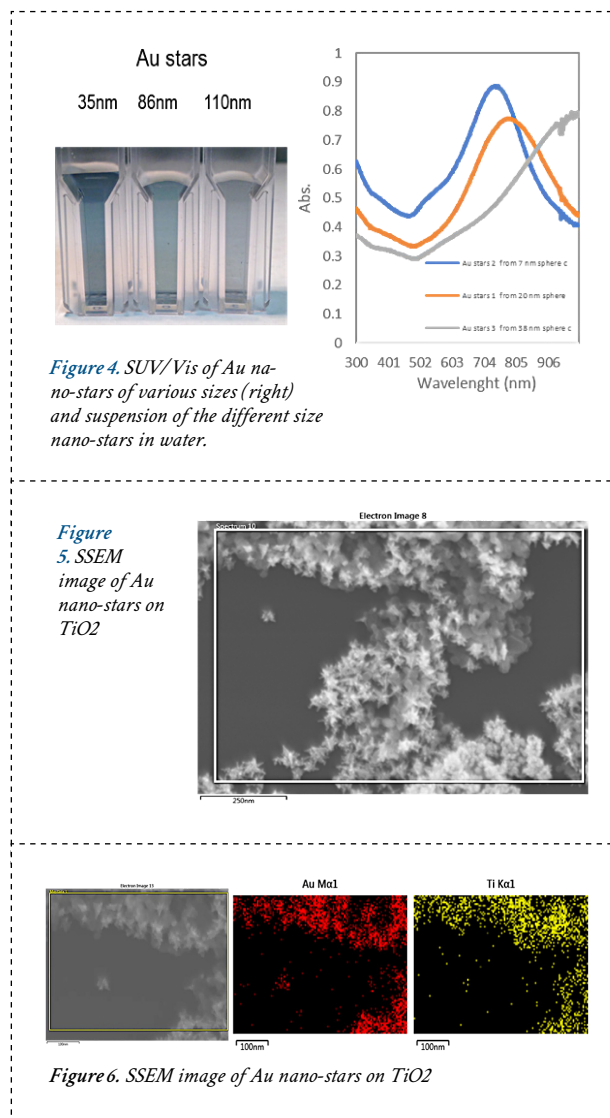 Au stars
35nm 86nm 110nm
1
0.9
0.8
0.7
0.6
0.5
0.4
0.3
0.2
0.1
0
Abs.
Au stars 2 from 7 nm sphere c
Au stars 1 from 20 nm sphere
Au stars 3 from 38 nm sphere c
300 401 502 603 704 805 906
Wavelenght (nm)
Figure 4. SUV/Vis of Au na-
no-stars of various sizes (right)
and suspension of the different size
nano-stars in water.
Figure
5. SSEM
image of Au
nano-stars on
TiO2
Electron Image 8
Spectrum 10
250nm
Electron Image 11
Au Mα1
Ti Kα1
100nm
100nm
Figure 6. SSEM image of Au nano-stars on TiO2